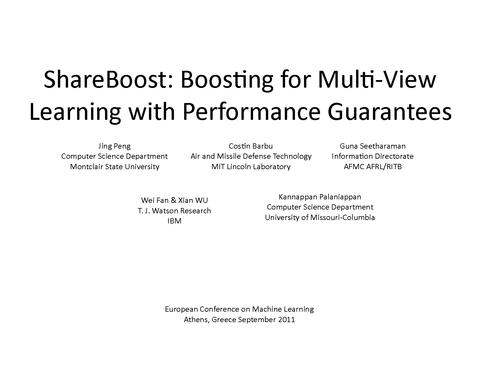 ShareBoost: Boosting for Multi-View
Learning with Performance Guarantees
Jing Peng
Computer Science Department
Montclair State University
Costin Barbu
Air and Missile Defense Technology
MIT Lincoln Laboratory
Guna Seetharaman
Information Directorate
AFMC AFRL/RITB
Wei Fan & Xian WU
T. J. Watson Research
IBM
Kannappan Palaniappan
Computer Science Department
University of Missouri-Columbia
European Conference on Machine Learning
Athens, Greece September 2011